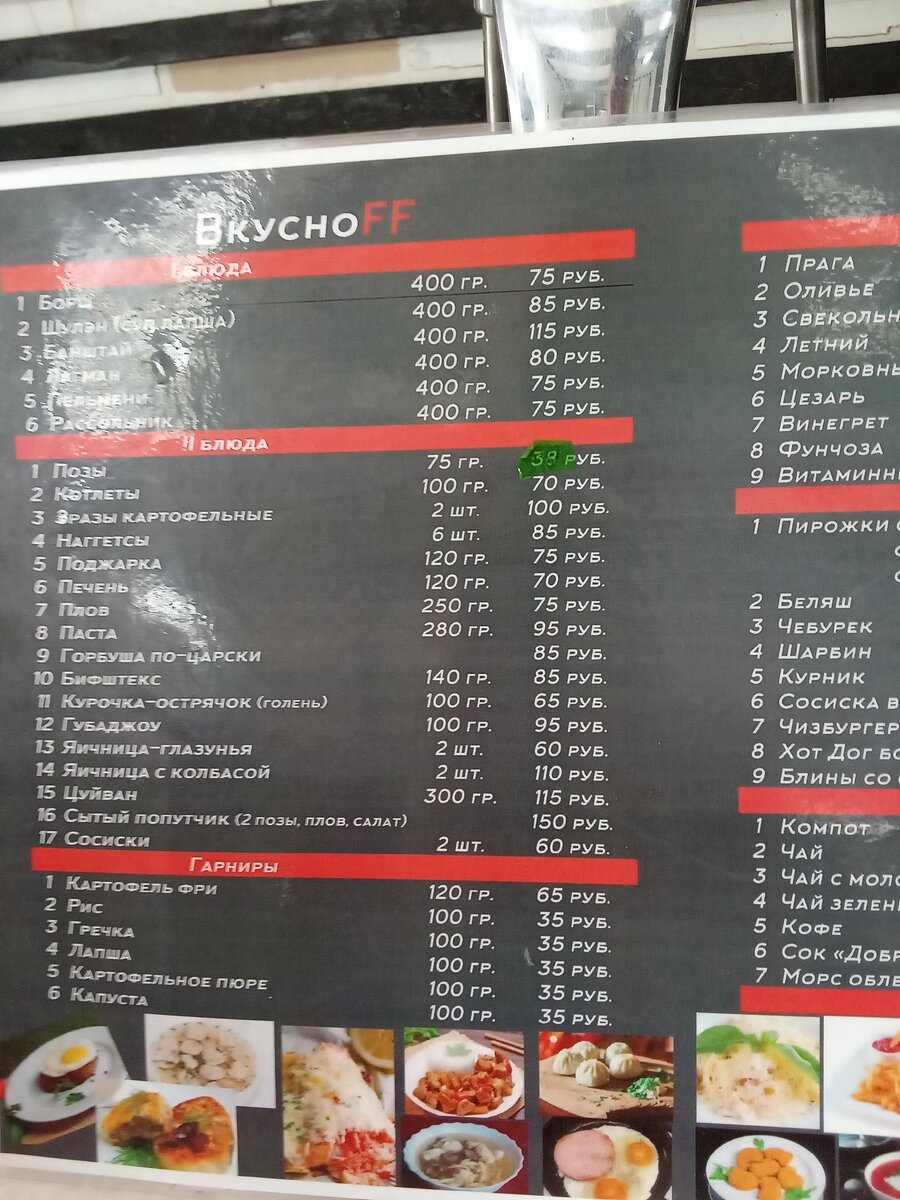 ВкусноFF
I блюда
1 Борщ 400 гр. 75 руб.
2 Шулэн (суп лапша) 400 гр. 85 руб.
3 Банштай 400 гр. 115 руб.
4 Лагман 400 гр. 80 руб.
5 Пельмени 400 гр. 75 руб.
6 Рассольник 400 гр. 75 руб.
II блюда
1 Позы 75 гр. 38 руб.
2 Котлеты 100 гр. 70 руб.
3 Зразы картофельные 2 шт. 100 руб.
4 Наггетсы 6 шт. 85 руб.
5 Поджарка 120 гр. 75 руб.
6 Печень 120 гр. 70 руб.
7 Плов 250 гр. 75 руб.
8 Паста 280 гр. 95 руб.
9 Горбуша по-царски 85 руб.
10 Бифштекс 140 гр. 85 руб.
11 Курочка-острячок (голень) 100 гр. 65 руб.
12 Губаджоу 100 гр. 95 руб.
13 Яичница-глазунья 2 шт. 60 руб.
14 Яичница с колбасой 2 шт. 110 руб.
15 Цуйван 300 гр. 115 руб.
16 Сытый попутчик (2 позы, плов, салат) 150 руб.
17 Сосиски 2 шт. 60 руб.
Гарниры
1 Картофель фри 120 гр. 65 руб.
2 Рис 100 гр. 35 руб.
3 Гречка 100 гр. 35 руб.
4 Лапша 100 гр. 35 руб.
5 Картофельное пюре 100 гр. 35 руб.
6 Капуста 100 гр. 35 руб.
1 Прага
2 Оливье
3 Свекольн
4 Летний
5 Морковны
6 Цезарь
7 Винегрет
8 Фунчоза
9 Витаминн
1 Пирожки с
2 Беляш
3 Чебурек
4 Шарбин
5 Курник
6 Сосиска в
7 Чизбургер
8 Хот Дог бо
9 Блины со
1 Компот
2 Чай
3 Чай с моло
4 Чай зелен
5 Кофе
6 Сок «Добр
7 Морс обле